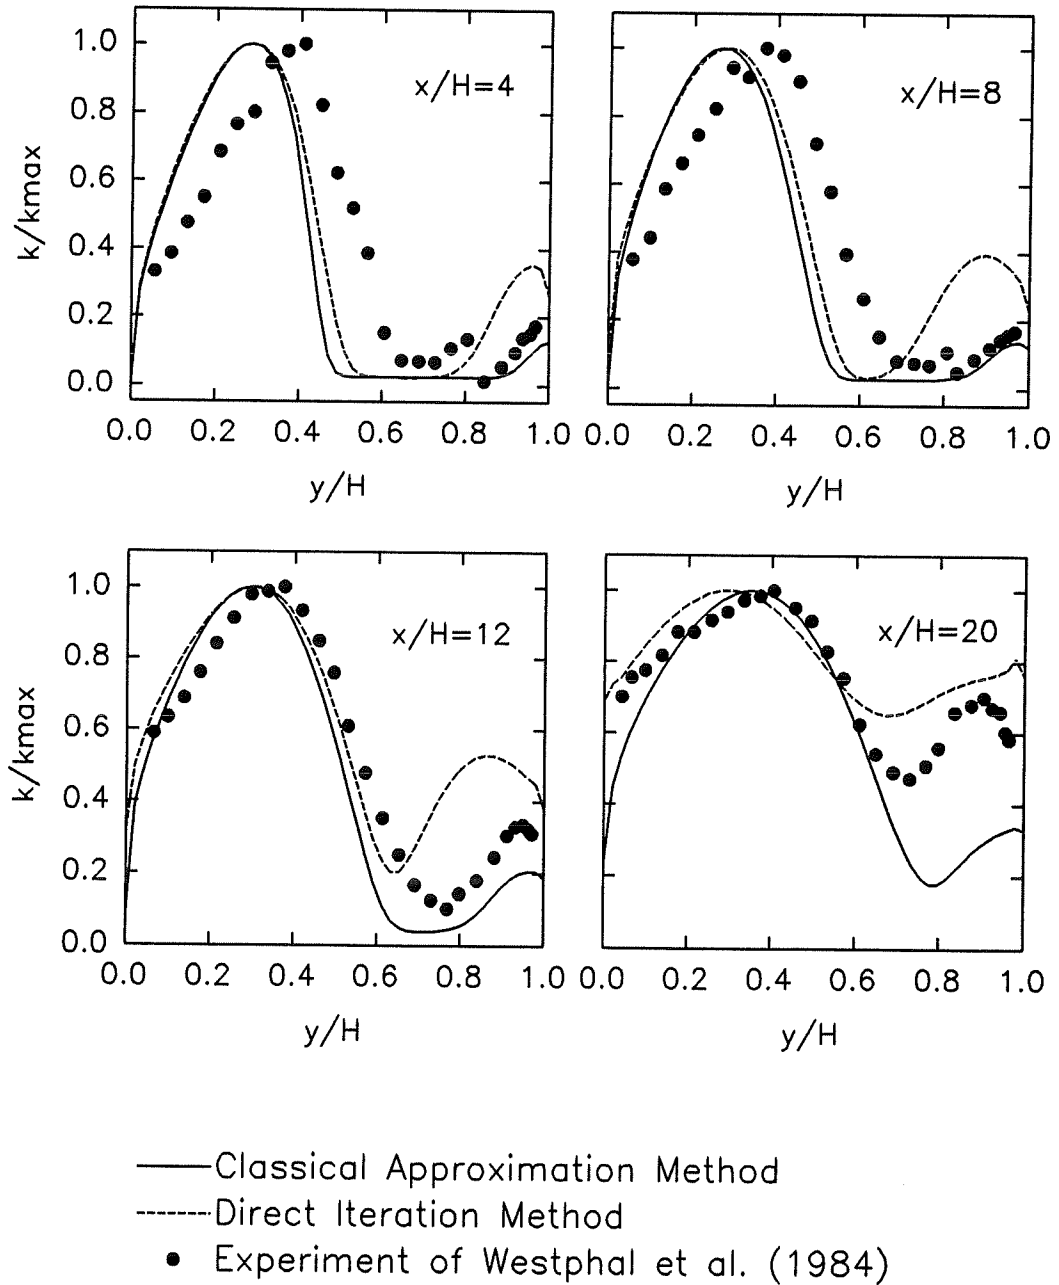 1.0
0.8
0.6
0.4
0.2
0.0
k/kmax
x/H=4
0.0 0.2 0.4 0.6 0.8 1.0
y/H
x/H=8
0.0 0.2 0.4 0.6 0.8 1.0
y/H
1.0
0.8
0.6
0.4
0.2
0.0
k/kmax
x/H=12
0.0 0.2 0.4 0.6 0.8 1.0
y/H
x/H=20
0.0 0.2 0.4 0.6 0.8 1.0
y/H
Classical Approximation Method
Direct Iteration Method
Experiment of Westphal et al. (1984)